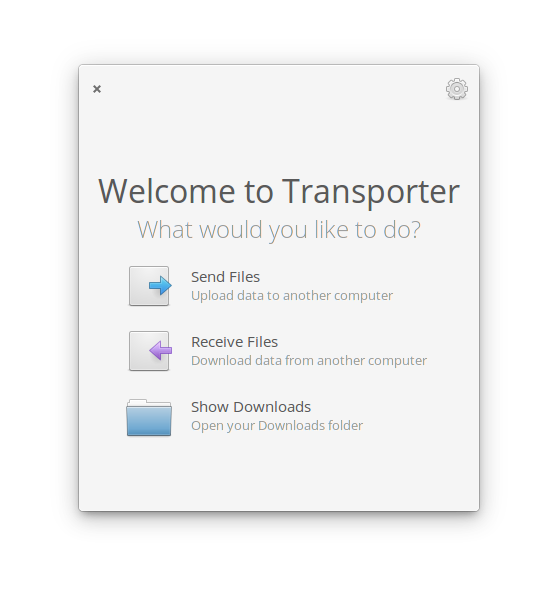 Welcome to Transporter
What would you like to do?
Send Files
Upload data to another computer
Receive Files
Download data from another computer
Show Downloads
Open your Downloads folder